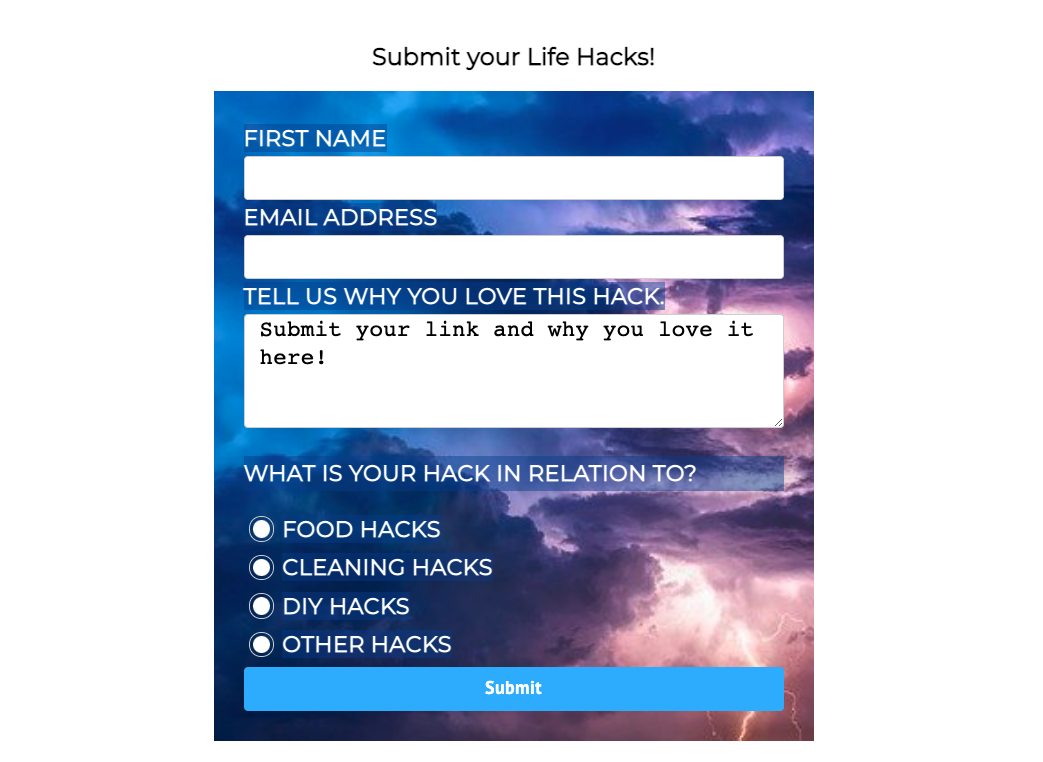 Submit your Life Hacks!
FIRST NAME
EMAIL ADDRESS
TELL US WHY YOU LOVE THIS HACK.
Submit your link and why you love it
here!
WHAT IS YOUR HACK IN RELATION TO?
FOOD HACKS
CLEANING HACKS
DIY HACKS
OTHER HACKS
Submit